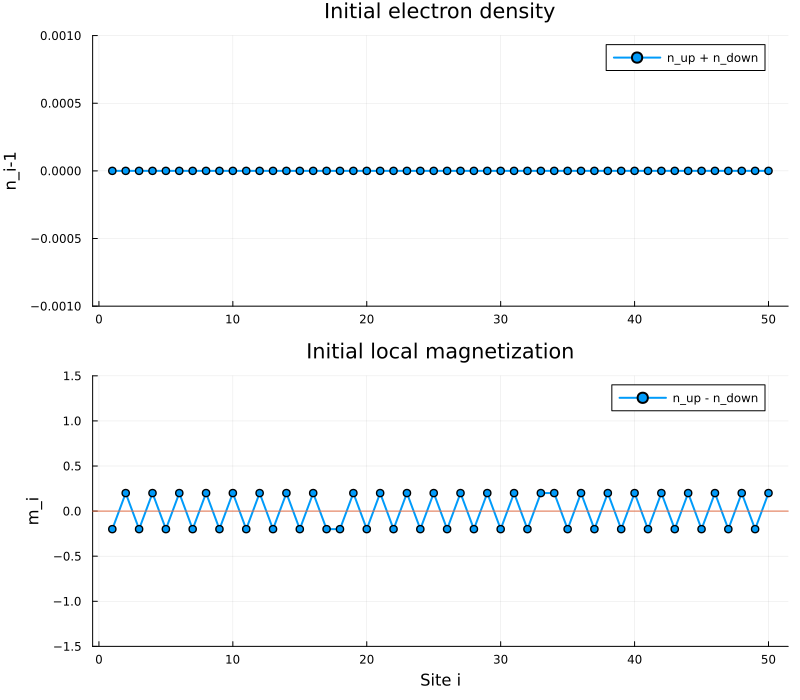 Initial electron density
0.0010
0.0005
0.0000
−0.0005
−0.0010
n_i-1
n_up + n_down
0 10 20 30 40 50
Initial local magnetization
1.5
1.0
0.5
0.0
−0.5
−1.0
−1.5
m_i
n_up - n_down
0 10 20 30 40 50
Site i